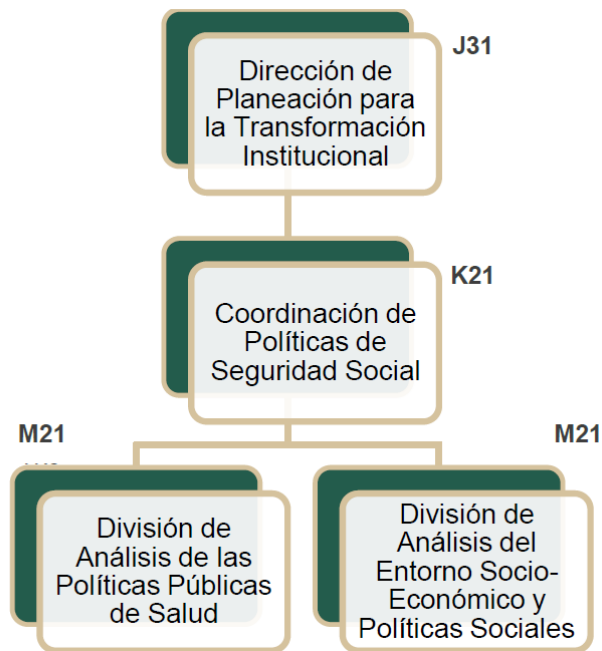 J31
Dirección de
Planeación para
la Transformación
Institucional
K21
Coordinación de
Políticas de
Seguridad Social
M21
M21
División de
Análisis de las
Políticas Públicas
de Salud
División de
Análisis del
Entorno Socio-
Económico y
Políticas Sociales